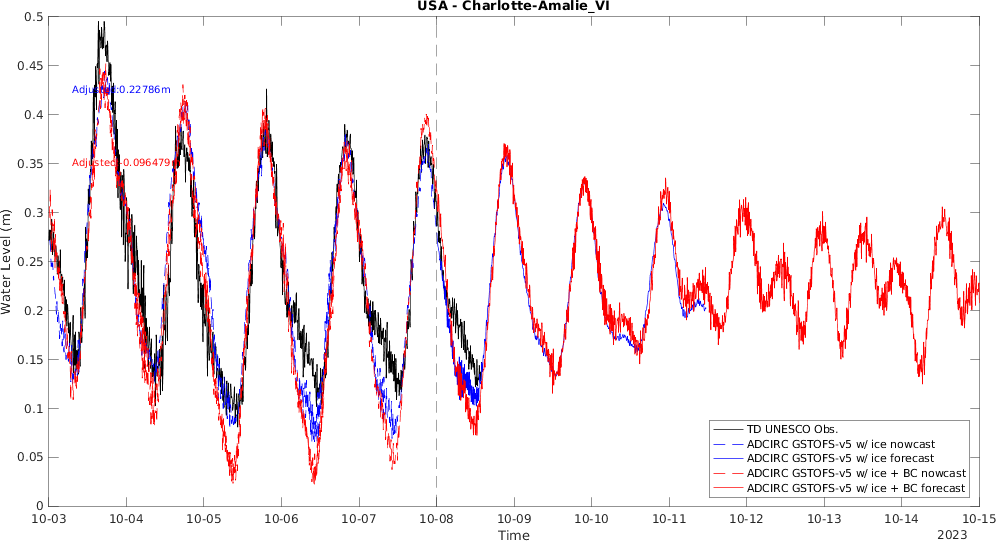 USA - Charlotte-Amalie_VI
0.5
0.45
0.4
0.35
0.3
0.25
0.2
0.15
0.1
0.05
0
Water Level (m)
Adjusted:0.22786m
Adjusted-0.096479
TD UNESCO Obs.
ADCIRC GSTOFS-v5 w/ ice nowcast
ADCIRC GSTOFS-v5 w/ ice forecast
ADCIRC GSTOFS-v5 w/ ice + BC nowcast
ADCIRC GSTOFS-v5 w/ ice + BC forecast
10-03 10-04 10-05 10-06 10-07 10-08 10-09 10-10 10-11 10-12 10-13 10-14 10-15
Time
2023